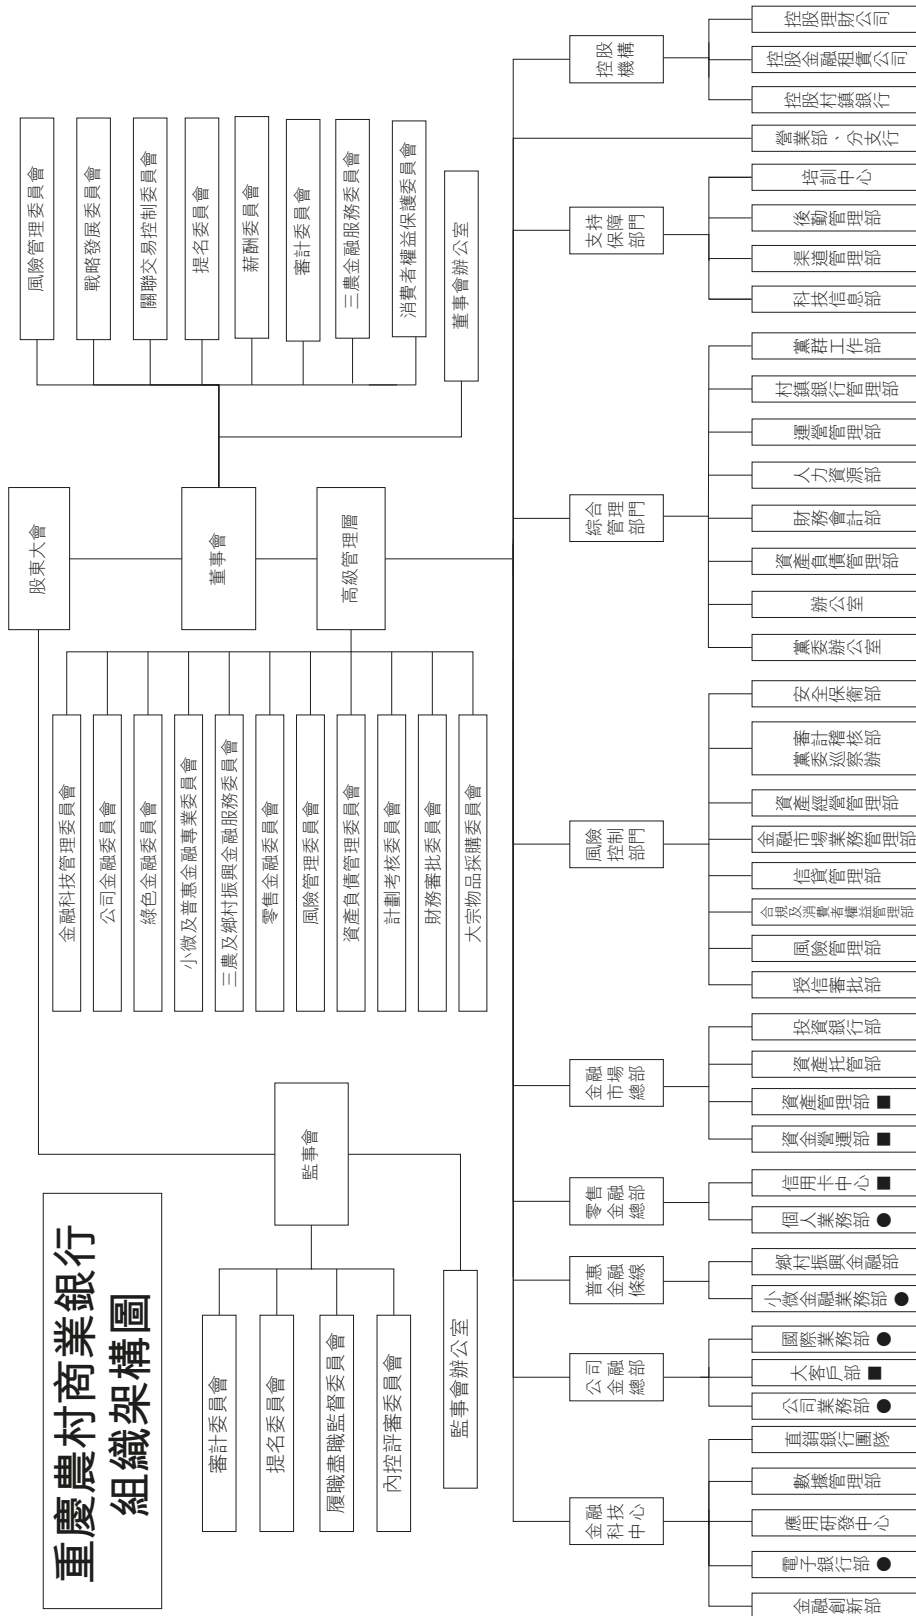 重慶農村商業銀行
組織架構圖
股東大會
董事會
高級管理層
監事會
風險管理委員會
戰略發展委員會
關聯交易控制委員會
提名委員會
薪酬委員會
審計委員會
三農金融服務委員會
消費者權益保護委員會
董事會辦公室
金融科技管理委員會
公司金融委員會
綠色金融委員會
小微及普惠金融專業委員會
三農及鄉村振興金融服務委員會
零售金融委員會
風險管理委員會
資產負債管理委員會
計劃考核委員會
財務審批委員會
大宗物品採購委員會
審計委員會
提名委員會
履職盡職監督委員會
內控評審委員會
監事會辦公室
金融
科技
中心
金融創新部
電子銀行部 ●
應用研發中心
數據管理部
直銷銀行團隊
公司
金融
總部
公司業務部 ●
大客戶部 ■
國際業務部 ●
普惠
金融
條線
小微金融業務部 ●
鄉村振興金融部
零售
金融
總部
個人業務部 ●
信用卡中心 ■
金融
市場
總部
資金營運部 ■
資產管理部 ■
資產托管部
投資銀行部
風險
控制
部門
授信審批部
風險管理部
合規及消費者權益管理部
信貸管理部
金融市場業務管理部
資產經營管理部
審計稽核部
黨委巡察辦
安全保衛部
綜合
管理
部門
黨委辦公室
辦公室
資產負債管理部
財務會計部
人力資源部
運營管理部
村鎮銀行管理部
黨群工作部
支持
保障
部門
科技信息部
渠道管理部
後勤管理部
培訓中心
營業部、分支行
控股
機構
控股村鎮銀行
控股金融租賃公司
控股理財公司